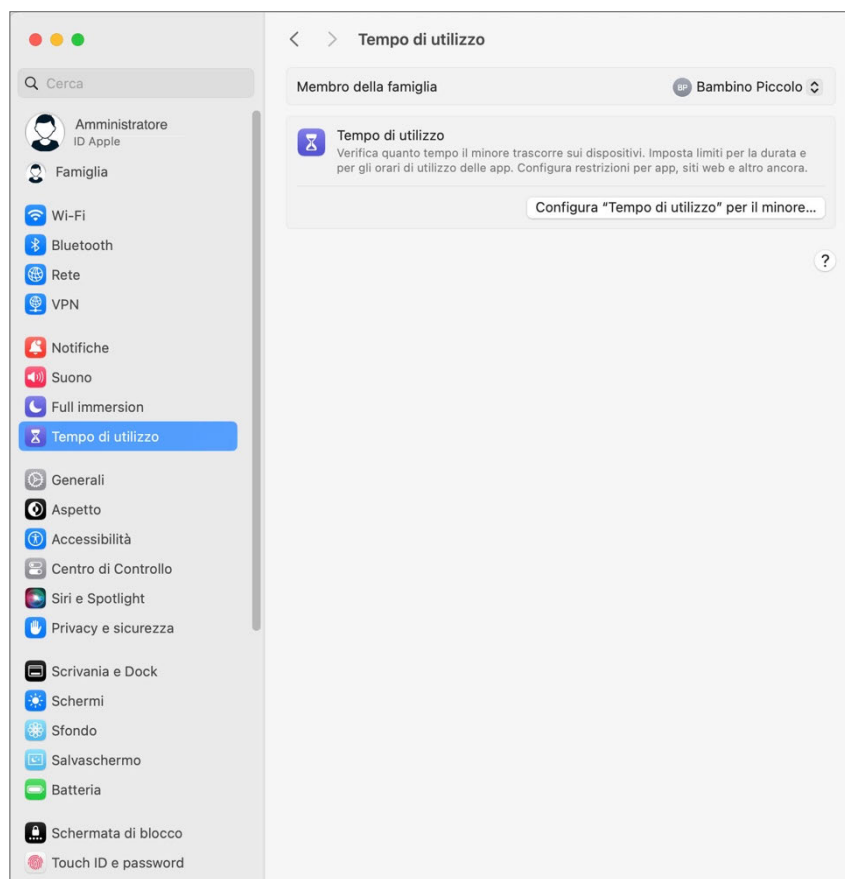 Tempo di utilizzo
Cerca
Membro della famiglia
BP Bambino Piccolo
Amministratore
ID Apple
Famiglia
Tempo di utilizzo
Verifica quanto tempo il minore trascorre sui dispositivi. Imposta limiti per la durata e
per gli orari di utilizzo delle app. Configura restrizioni per app, siti web e altro ancora.
Configura “Tempo di utilizzo” per il minore...
?
Wi-Fi
Bluetooth
Rete
VPN
Notifiche
Suono
Full immersion
Tempo di utilizzo
Generali
Aspetto
Accessibilità
Centro di Controllo
Siri e Spotlight
Privacy e sicurezza
Scrivania e Dock
Schermi
Sfondo
Salvaschermo
Batteria
Schermata di blocco
Touch ID e password